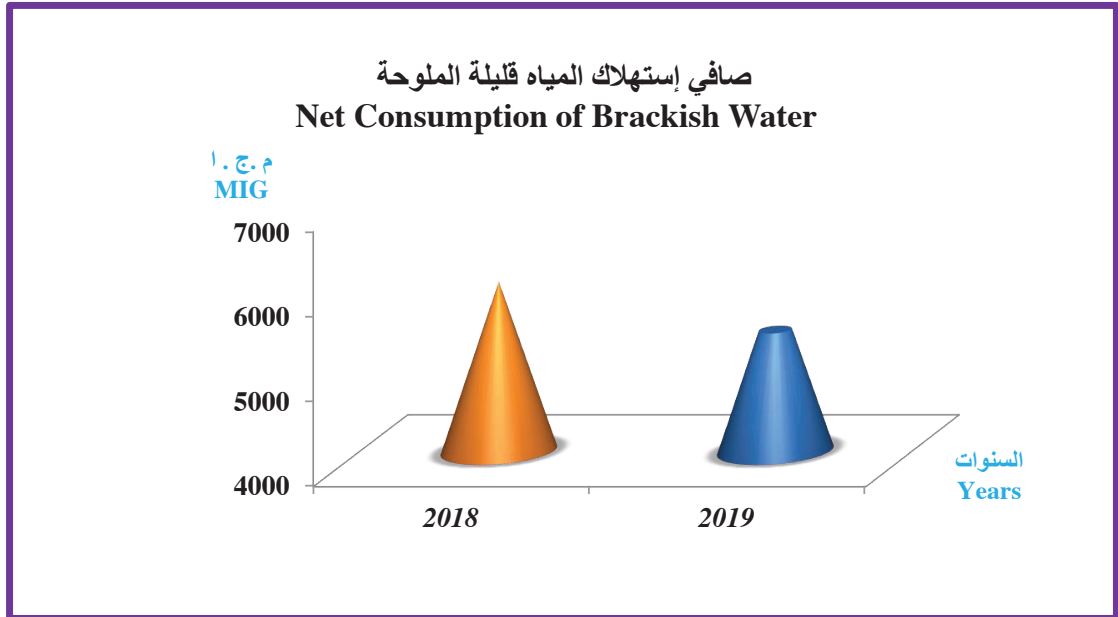 صافي إستهلاك المياه قليلة الملوحة
Net Consumption of Brackish Water
م .ج . ا
MIG
7000
6000
5000
4000
2018
2019
السنوات
Years